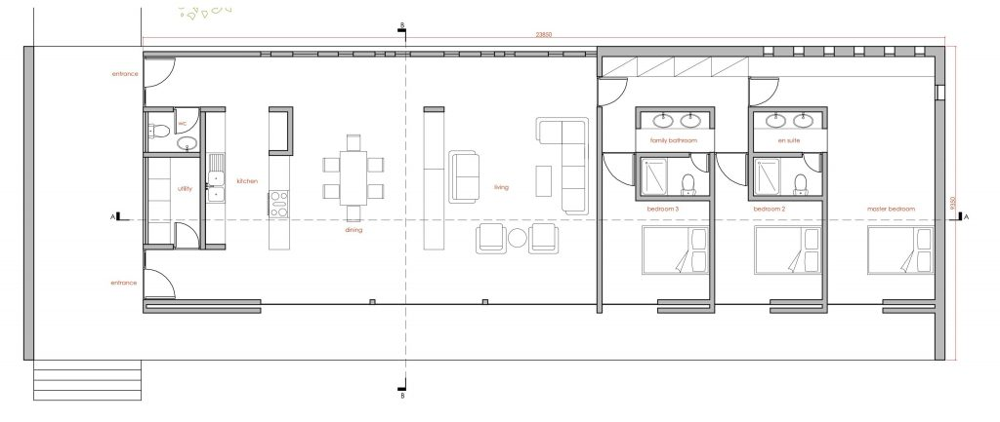 B
23850
entrance
wc
family bathroom
en suite
kitchen
utility
living
bedroom 3
bedroom 2
master bedroom
9350
A
A
dining
entrance
B